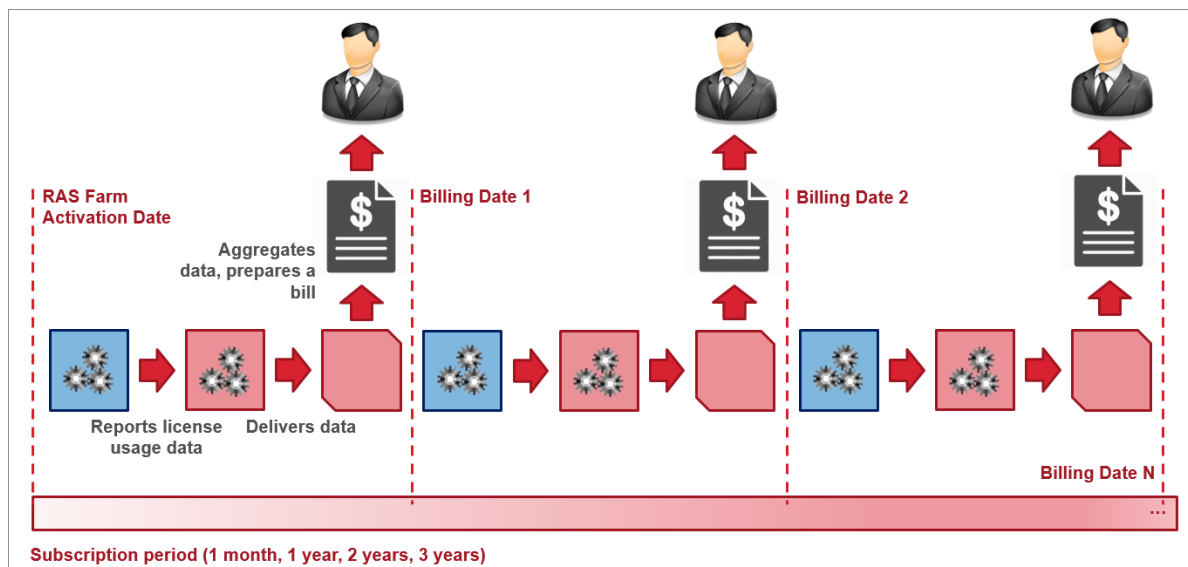 RAS Farm
Activation Date
Billing Date 1
Billing Date 2
$
$
$
Aggregates
data, prepares a
bill
Reports license
usage data
Delivers data
Billing Date N
...
Subscription period (1 month, 1 year, 2 years, 3 years)